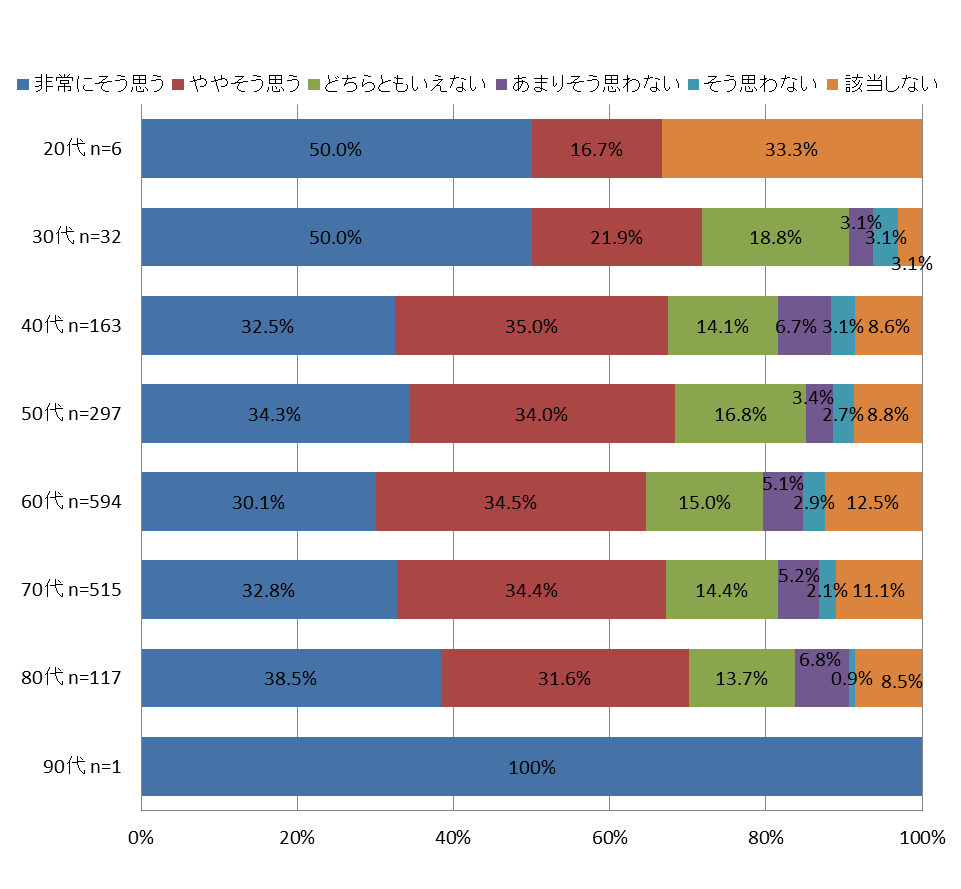 非常にそう思う ややそう思う どちらともいえない あまりそう思わない そう思わない 該当しない
20代 n=6 50.0% 16.7% 33.3%
30代 n=32 50.0% 21.9% 18.8% 3.1% 3.1% 3.1%
40代 n=163 32.5% 35.0% 14.1% 6.7% 3.1% 8.6%
50代 n=297 34.3% 34.0% 16.8% 3.4% 2.7% 8.8%
60代 n=594 30.1% 34.5% 15.0% 5.1% 2.9% 12.5%
70代 n=515 32.8% 34.4% 14.4% 5.2% 2.1% 11.1%
80代 n=117 38.5% 31.6% 13.7% 6.8% 0.9% 8.5%
90代 n=1 100%
0% 20% 40% 60% 80% 100%